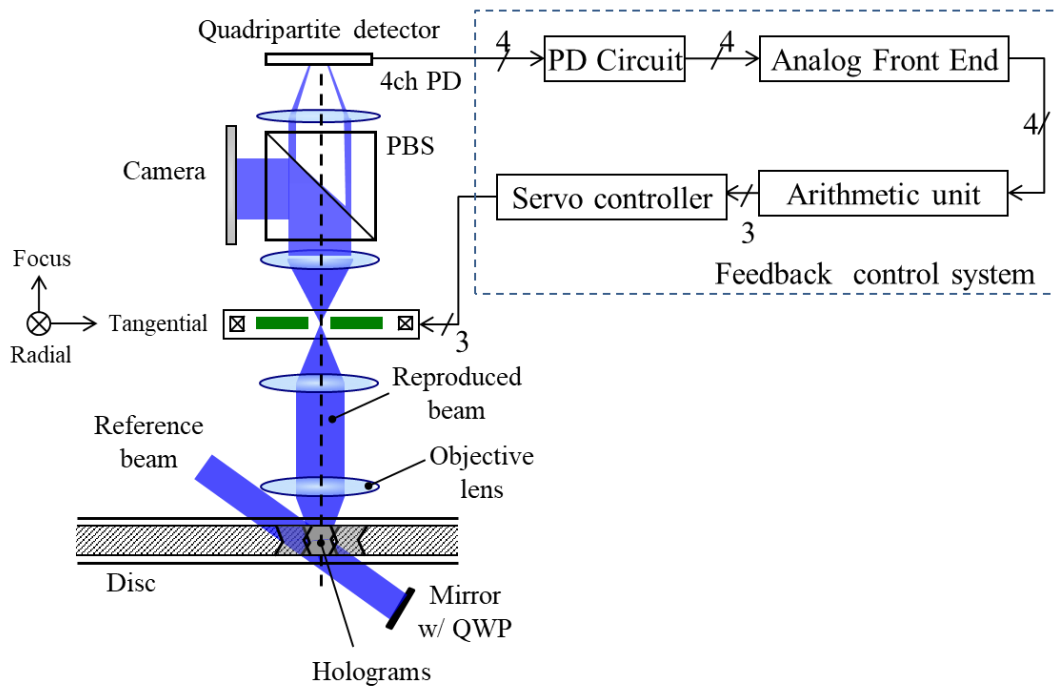 Quadripartite detector
4
PD Circuit
4
Analog Front End
4ch PD
4
PBS
Camera
Servo controller
3
Arithmetic unit
Feedback control system
Focus
Tangential
Radial
3
Reproduced
beam
Reference
beam
Objective
lens
Disc
Mirror
w/ QWP
Holograms